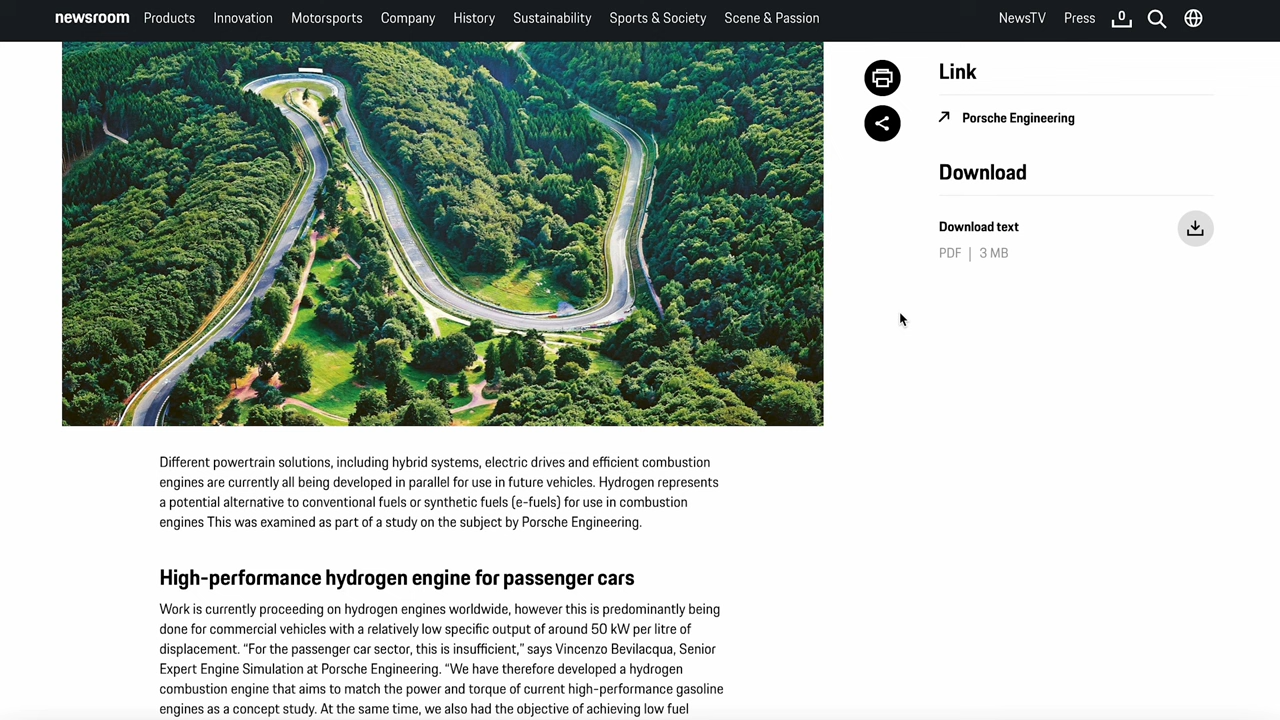 newsroom Products Innovation Motorsports Company History Sustainability Sports & Society Scene & Passion NewsTV Press 0
Link
Porsche Engineering
Download
Download text
PDF | 3 MB
Different powertrain solutions, including hybrid systems, electric drives and efficient combustion
engines are currently all being developed in parallel for use in future vehicles. Hydrogen represents
a potential alternative to conventional fuels or synthetic fuels (e-fuels) for use in combustion
engines This was examined as part of a study on the subject by Porsche Engineering.
High-performance hydrogen engine for passenger cars
Work is currently proceeding on hydrogen engines worldwide, however this is predominantly being
done for commercial vehicles with a relatively low specific output of around 50 kW per litre of
displacement. “For the passenger car sector, this is insufficient,” says Vincenzo Bevilacqua, Senior
Expert Engine Simulation at Porsche Engineering. “We have therefore developed a hydrogen
combustion engine that aims to match the power and torque of current high-performance gasoline
engines as a concept study. At the same time, we also had the objective of achieving low fuel